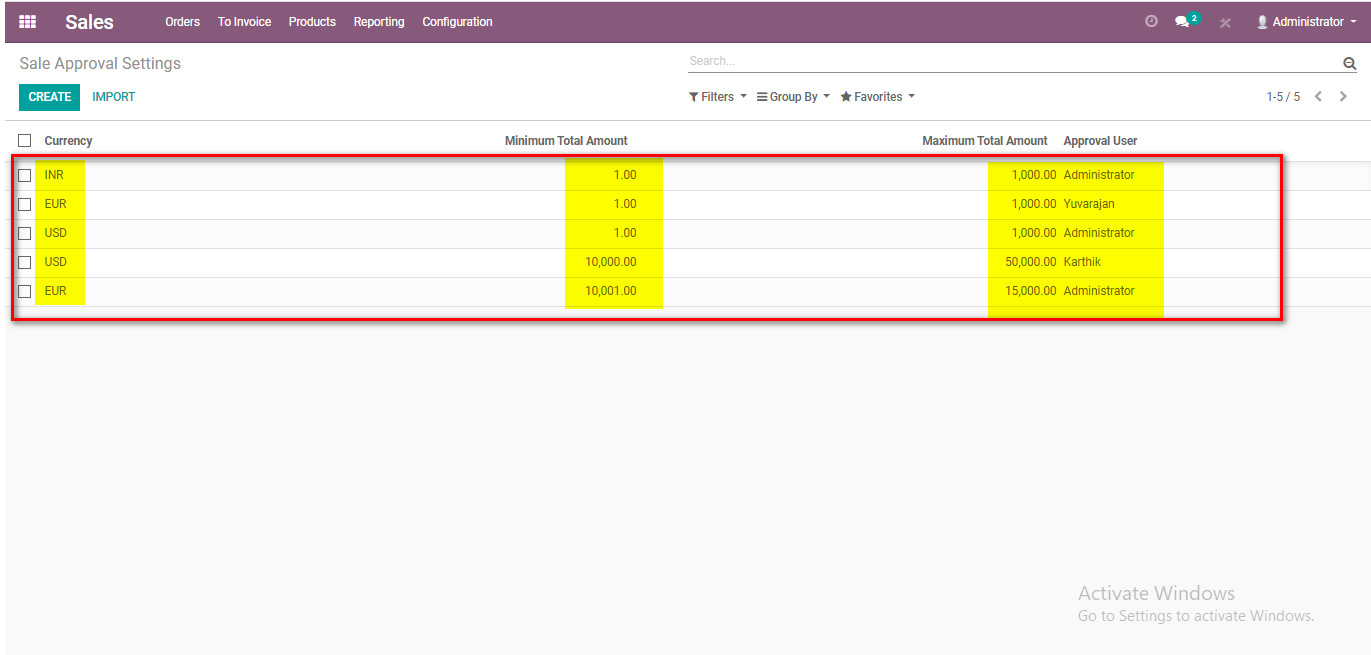 Sales Orders To Invoice Products Reporting Configuration 2 Administrator
Sale Approval Settings Search...
CREATE IMPORT Filters Group By Favorites 1-5 / 5
Currency Minimum Total Amount Maximum Total Amount Approval User
INR 1.00 1,000.00 Administrator
EUR 1.00 1,000.00 Yuvarajan
USD 1.00 1,000.00 Administrator
USD 10,000.00 50,000.00 Karthik
EUR 10,001.00 15,000.00 Administrator
Activate Windows
Go to Settings to activate Windows.